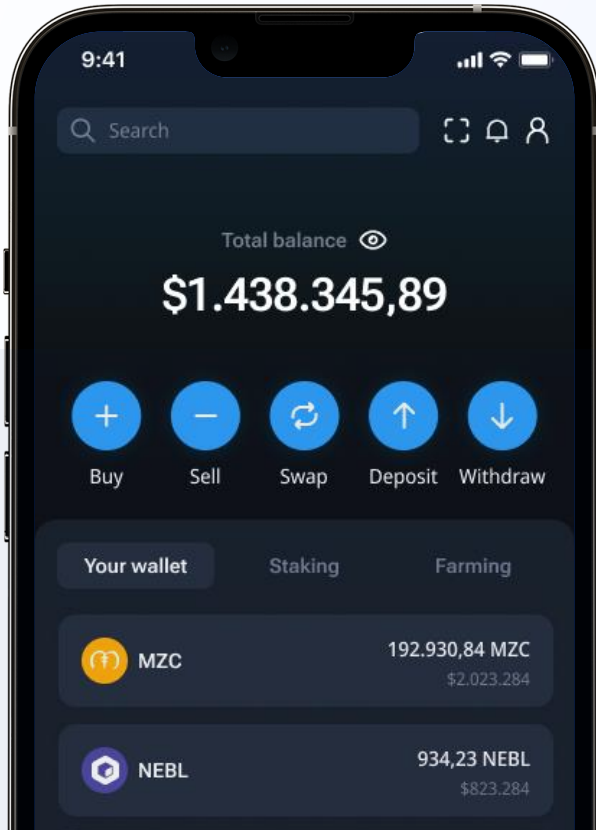 9:41
Search
Total balance
$1.438.345,89
Buy Sell Swap Deposit Withdraw
Your wallet Staking Farming
MZC 192.930,84 MZC
$2.023.284
NEBL 934,23 NEBL
$823.284